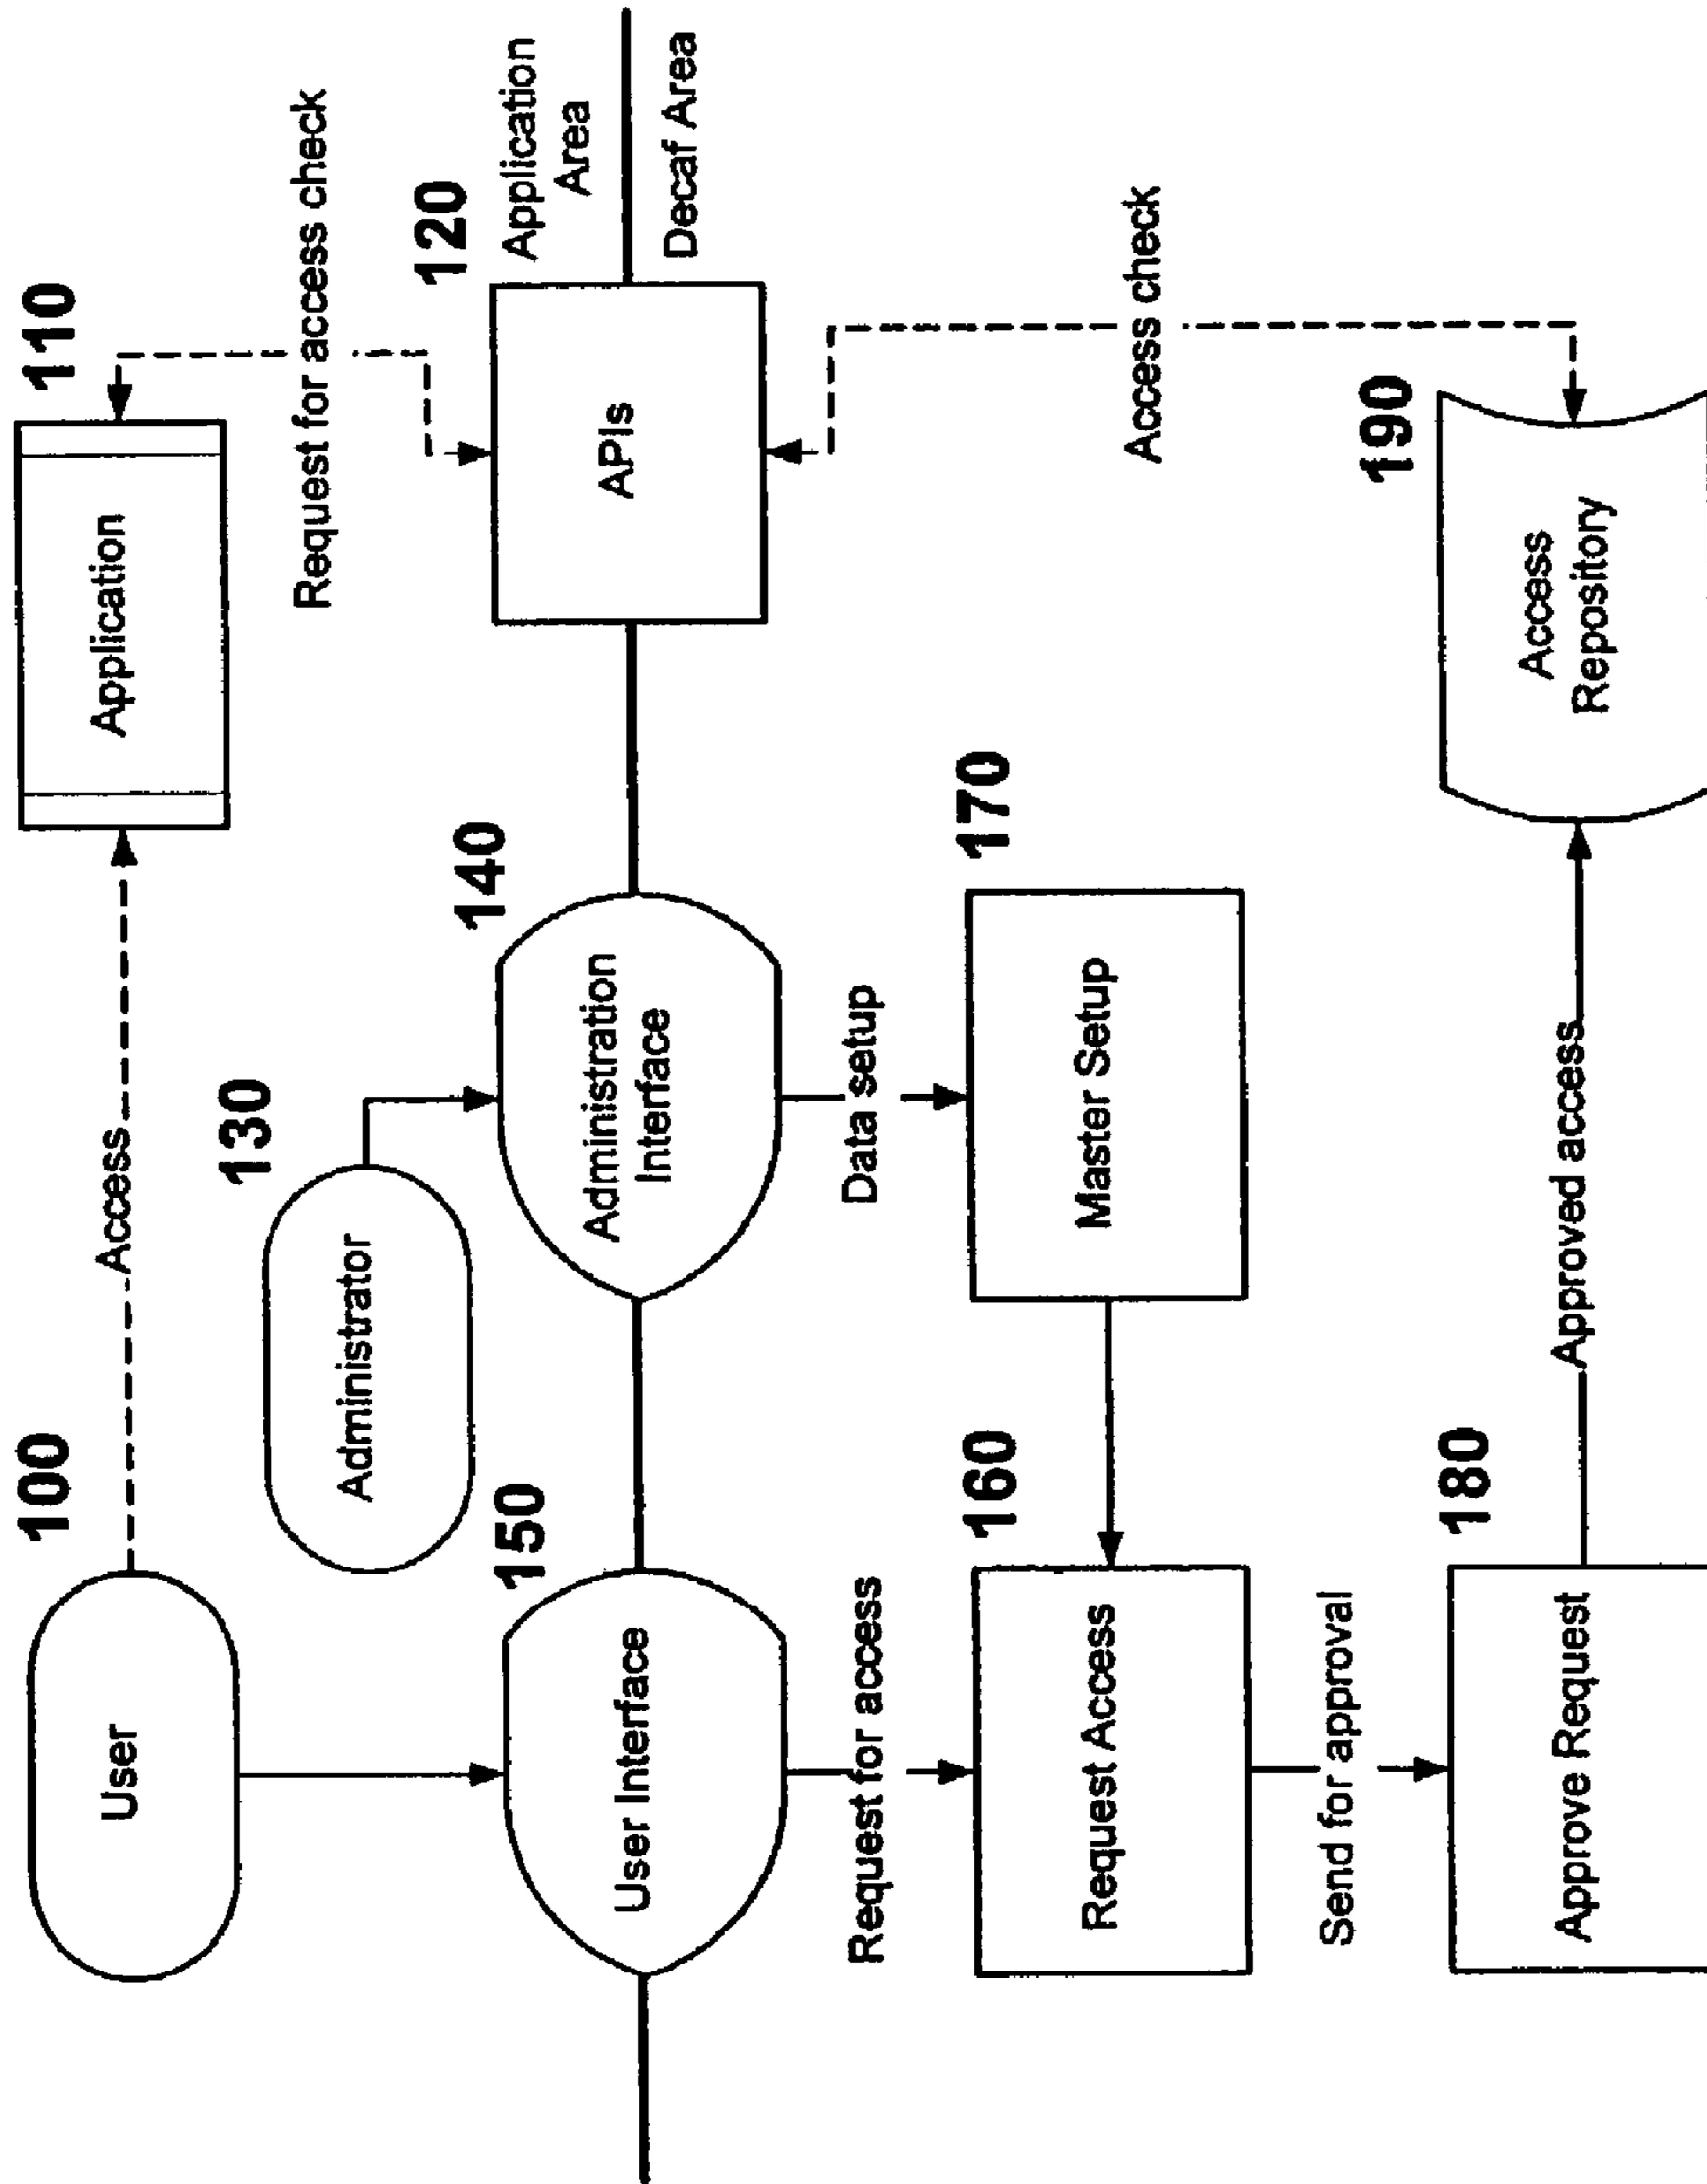 100
User
Access
110
Application
130
Administrator
Request for access check
150
User Interface
140
Administration
Interface
120
APIs
Application
Area
Decaf Area
Request for access
Data setup
160
Request Access
170
Master Setup
Access check
Send for approval
180
Approve Request
Approved access
190
Access
Repository